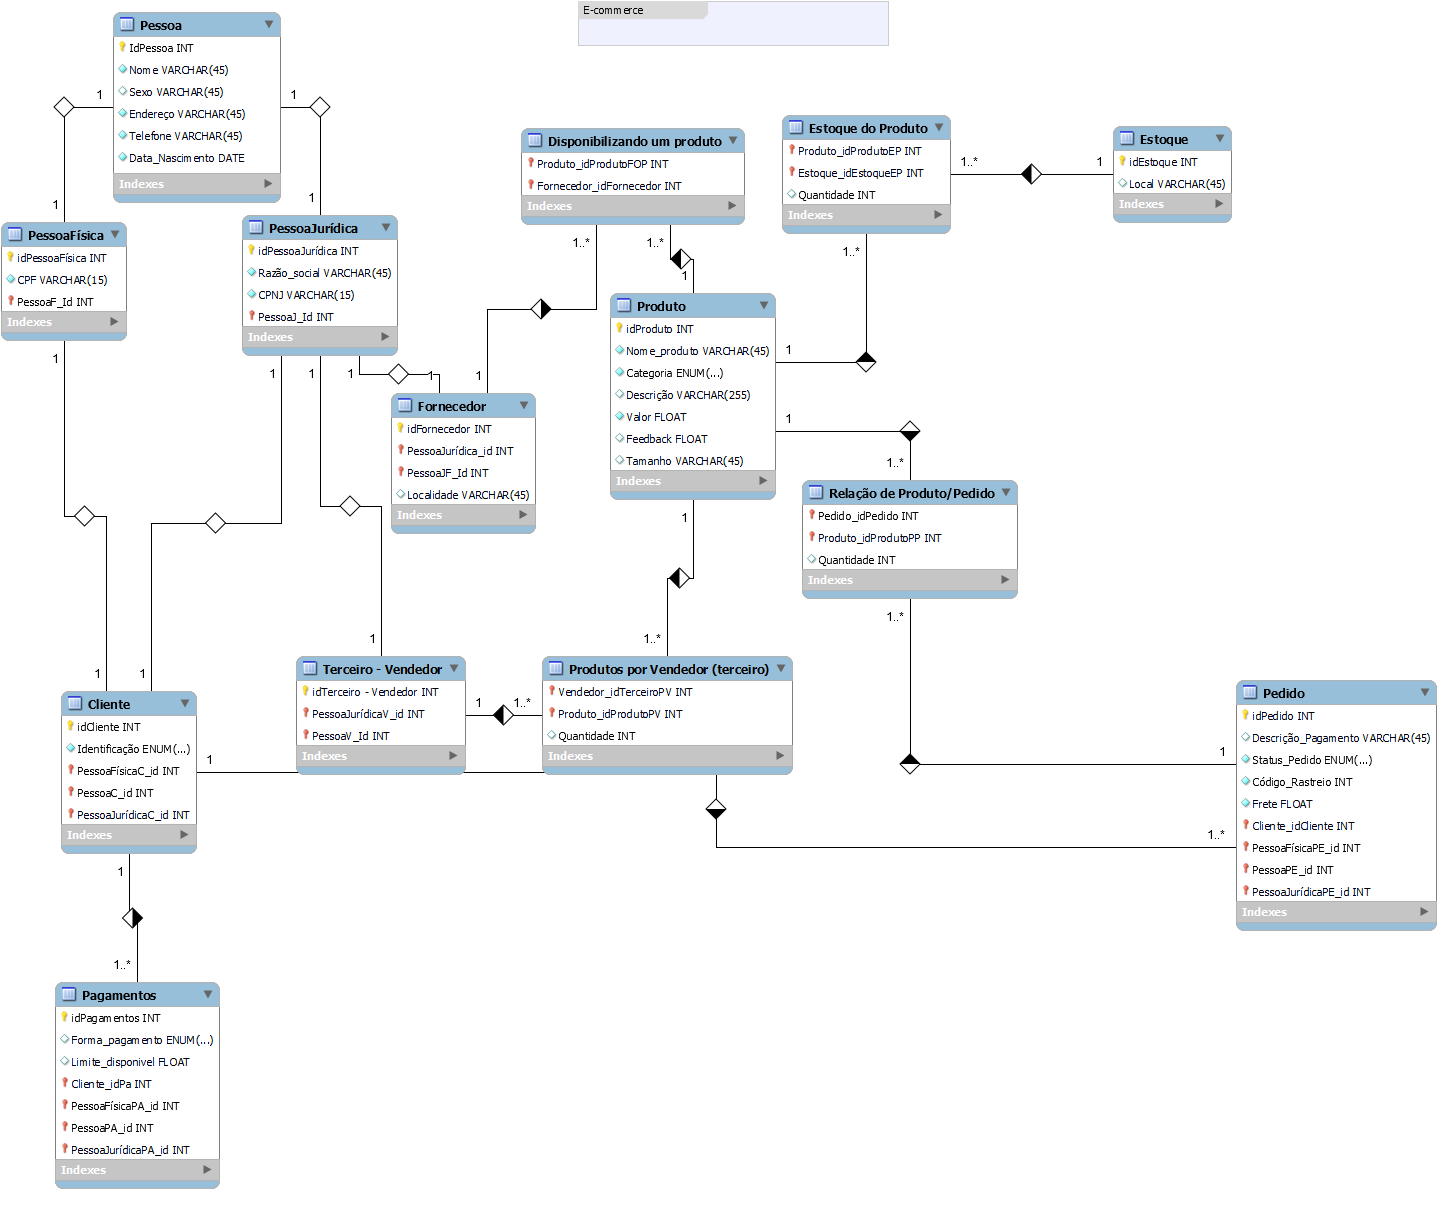 E-commerce
Pessoa
IdPessoa INT
Nome VARCHAR(45)
Sexo VARCHAR(45)
Endereço VARCHAR(45)
Telefone VARCHAR(45)
Data_Nascimento DATE
Indexes
1
1
1
1
PessoaFísica
idPessoaFísica INT
CPF VARCHAR(15)
PessoaF_Id INT
Indexes
PessoaJurídica
idPessoaJurídica INT
Razão_social VARCHAR(45)
CPNJ VARCHAR(15)
PessoaJ_Id INT
Indexes
Disponibilizando um produto
Produto_idProdutoFOP INT
Fornecedor_idFornecedor INT
Indexes
Estoque do Produto
Produto_idProdutoEP INT
Estoque_idEstoqueEP INT
Quantidade INT
Indexes
1..*
1
Estoque
idEstoque INT
Local VARCHAR(45)
Indexes
1..*
1..*
1
1..*
Produto
idProduto INT
Nome_produto VARCHAR(45)
Categoria ENUM(...)
Descrição VARCHAR(255)
Valor FLOAT
Feedback FLOAT
Tamanho VARCHAR(45)
Indexes
1
1
1..*
1
1
1
1
1
1
1
Fornecedor
idFornecedor INT
PessoaJurídica_id INT
PessoaJF_Id INT
Localidade VARCHAR(45)
Indexes
Relação de Produto/Pedido
Pedido_idPedido INT
Produto_idProdutoPP INT
Quantidade INT
Indexes
1
1..*
1..*
1
1
1
Terceiro - Vendedor
idTerceiro - Vendedor INT
PessoaJurídicaV_id INT
PessoaV_Id INT
Indexes
1
1..*
Produtos por Vendedor (terceiro)
Vendedor_idTerceiroPV INT
Produto_idProdutoPV INT
Quantidade INT
Indexes
Cliente
idCliente INT
Identificação ENUM(...)
PessoaFísicaC_id INT
PessoaC_id INT
PessoaJurídicaC_id INT
Indexes
1
1
1..*
Pedido
idPedido INT
Descrição_Pagamento VARCHAR(45)
Status_Pedido ENUM(...)
Código_Rastreio INT
Frete FLOAT
Cliente_idCliente INT
PessoaFísicaPE_id INT
PessoaPE_id INT
PessoaJurídicaPE_id INT
Indexes
1
1..*
Pagamentos
idPagamentos INT
Forma_pagamento ENUM(...)
Limite_disponivel FLOAT
Cliente_idPa INT
PessoaFísicaPA_id INT
PessoaPA_id INT
PessoaJurídicaPA_id INT
Indexes